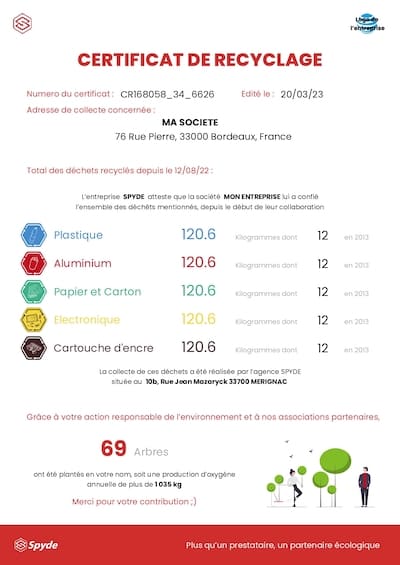 Logo de
l'entreprise
CERTIFICAT DE RECYCLAGE
Numero du certificat : CR168058_34_6626 Edité le : 20/03/23
Adresse de collecte concernée :
MA SOCIETE
76 Rue Pierre, 33000 Bordeaux, France
Total des déchets recyclés depuis le 12/08/22 :
L'entreprise SPYDE atteste que la société MON ENTREPRISE lui a confié
l'ensemble des déchêts mentionnés, depuis le début de leur collaboration
Plastique 120.6 Kilogrammes dont 12 en 2013
Aluminium 120.6 Kilogrammes dont 12 en 2013
Papier et Carton 120.6 Kilogrammes dont 12 en 2013
Electronique 120.6 Kilogrammes dont 12 en 2013
Cartouche d'encre 120.6 Kilogrammes dont 12 en 2013
La collecte de ces déchets a été réalisée par l'agence SPYDE
située au 10b, Rue Jean Mazaryck 33700 MERIGNAC
Grâce à votre action responsable de l'environnement et à nos associations partenaires,
69 Arbres
ont été plantés en votre nom, soit une production d'oxygène
annuelle de plus de 1 035 kg
Merci pour votre contribution ;)
Spyde
Plus qu'un prestataire, un partenaire écologique